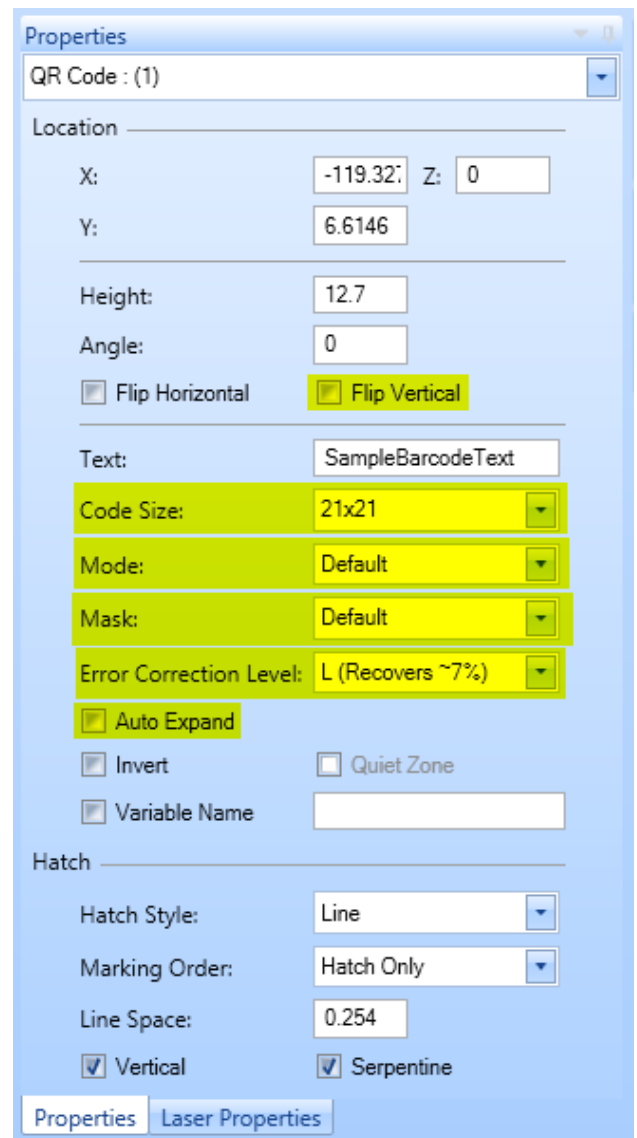 Properties
QR Code : (1)
Location
X: -119.327 Z: 0
Y: 6.6146
Height: 12.7
Angle: 0
Flip Horizontal Flip Vertical
Text: SampleBarcodeText
Code Size: 21x21
Mode: Default
Mask: Default
Error Correction Level: L (Recovers ~7%)
Auto Expand
Invert Quiet Zone
Variable Name
Hatch
Hatch Style: Line
Marking Order: Hatch Only
Line Space: 0.254
Vertical Serpentine
Properties Laser Properties